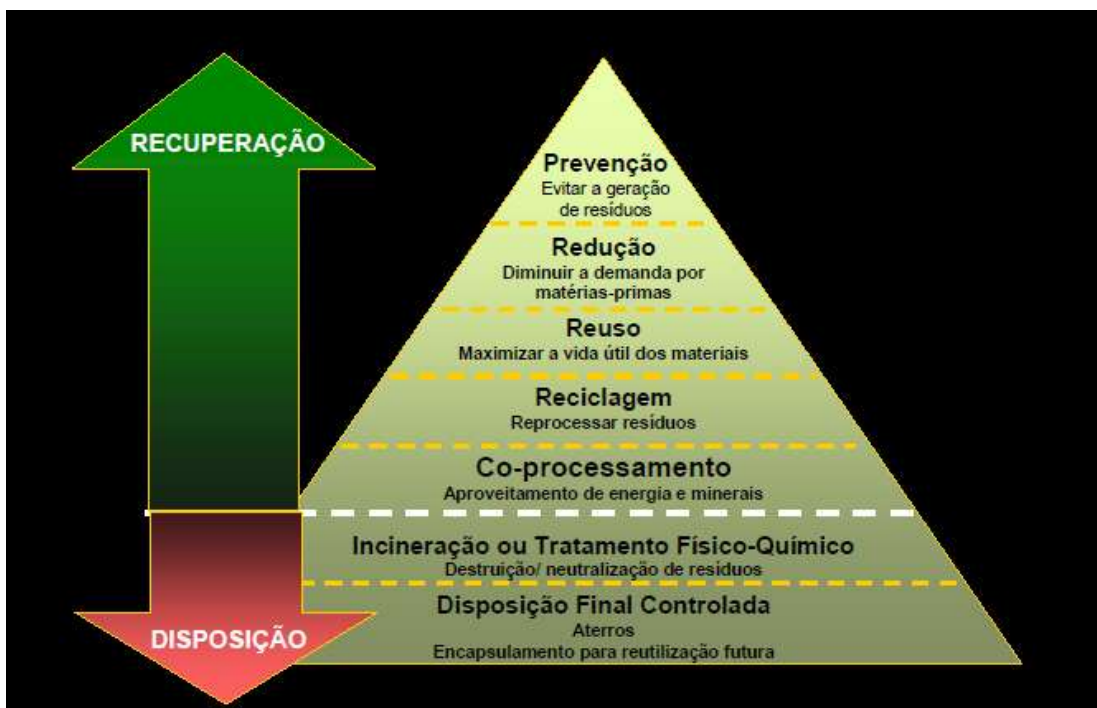 RECUPERAÇÃO
Prevenção
Evitar a geração
de resíduos
Redução
Diminuir a demanda por
matérias-primas
Reuso
Maximizar a vida útil dos materiais
Reciclagem
Reprocessar resíduos
Co-processamento
Aproveitamento de energia e minerais
Incineração ou Tratamento Físico-Químico
Destruição/ neutralização de resíduos
Disposição Final Controlada
Aterros
Encapsulamento para reutilização futura
DISPOSIÇÃO